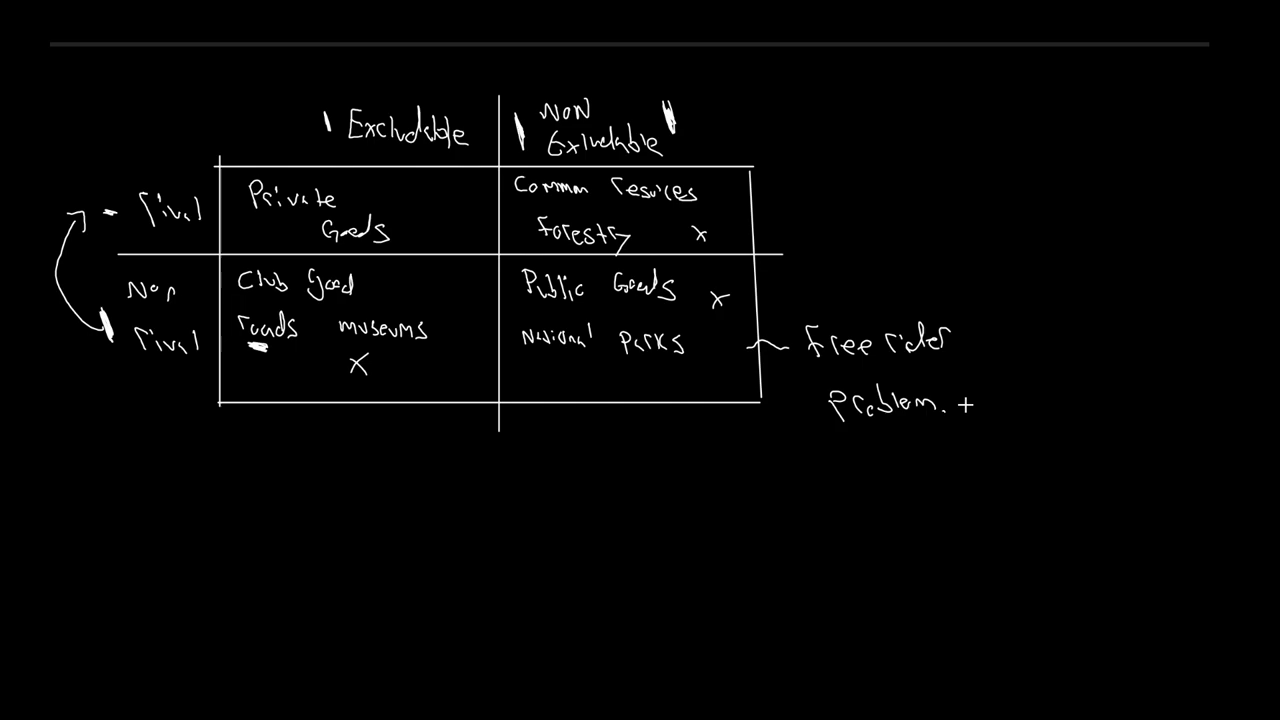 Excludable
NON
Exludable
rival
Private
Goods
Common resources
Forestry x
Non
rival
Club good
roads museums
x
Public Goods x
National parks
Free rider
problem. +